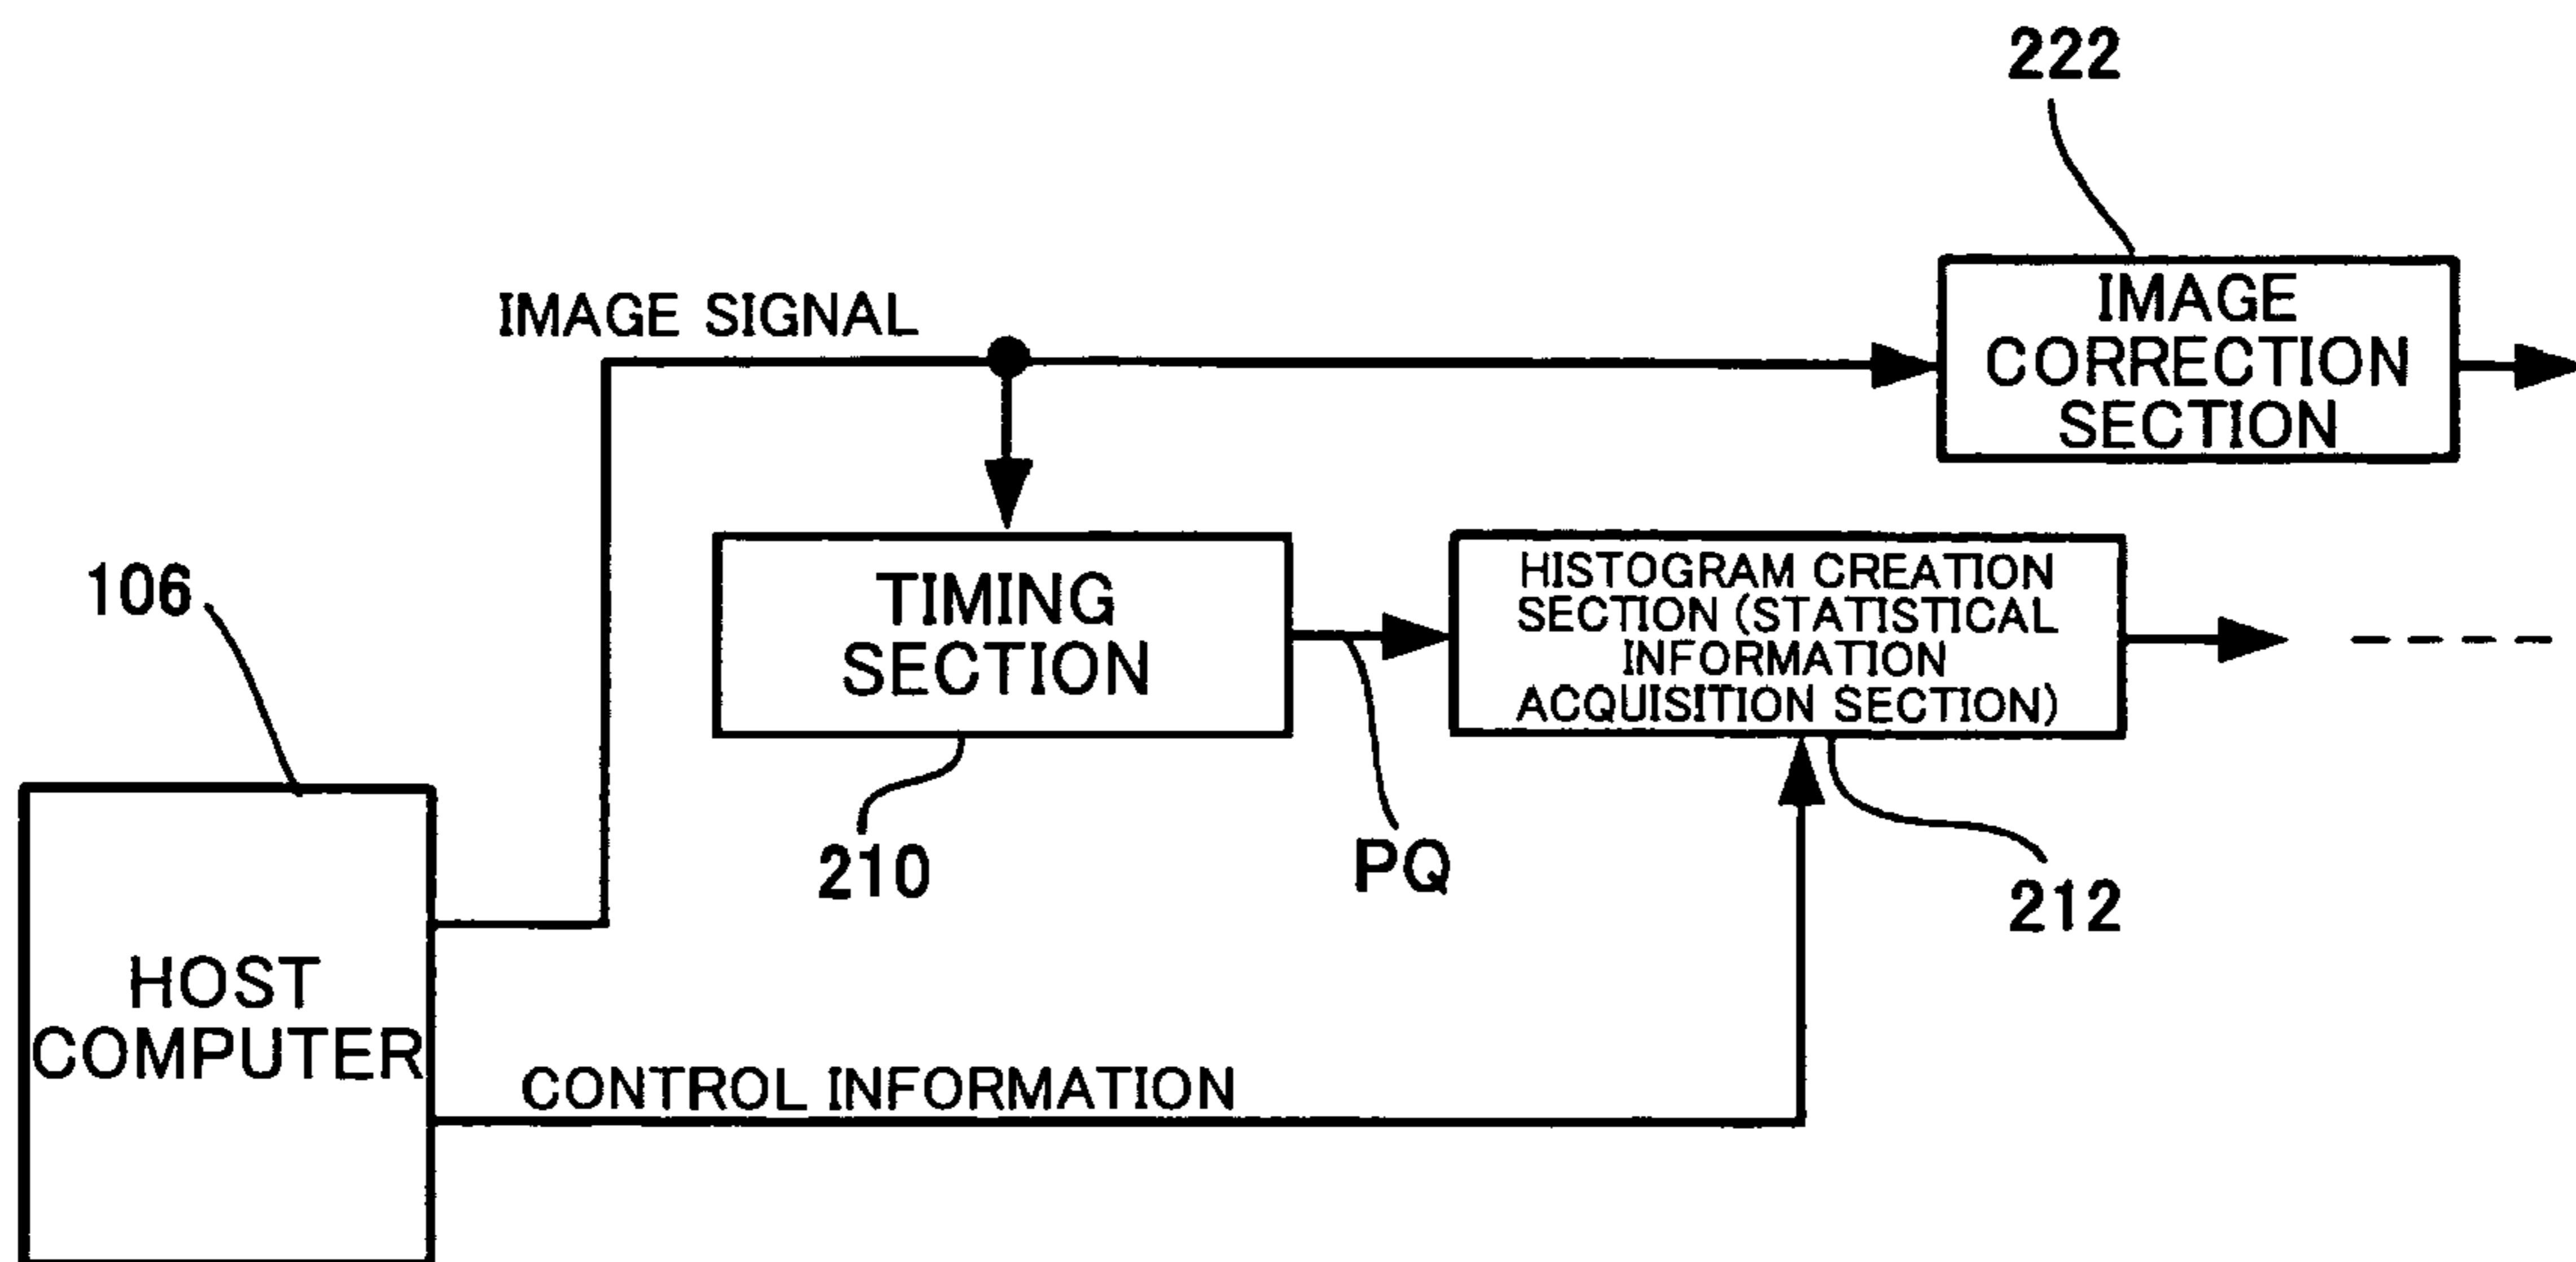 222
IMAGE SIGNAL
IMAGE
CORRECTION
SECTION
106
TIMING
SECTION
HISTOGRAM CREATION
SECTION (STATISTICAL
INFORMATION
ACQUISITION SECTION)
210
PQ
212
HOST
COMPUTER
CONTROL INFORMATION